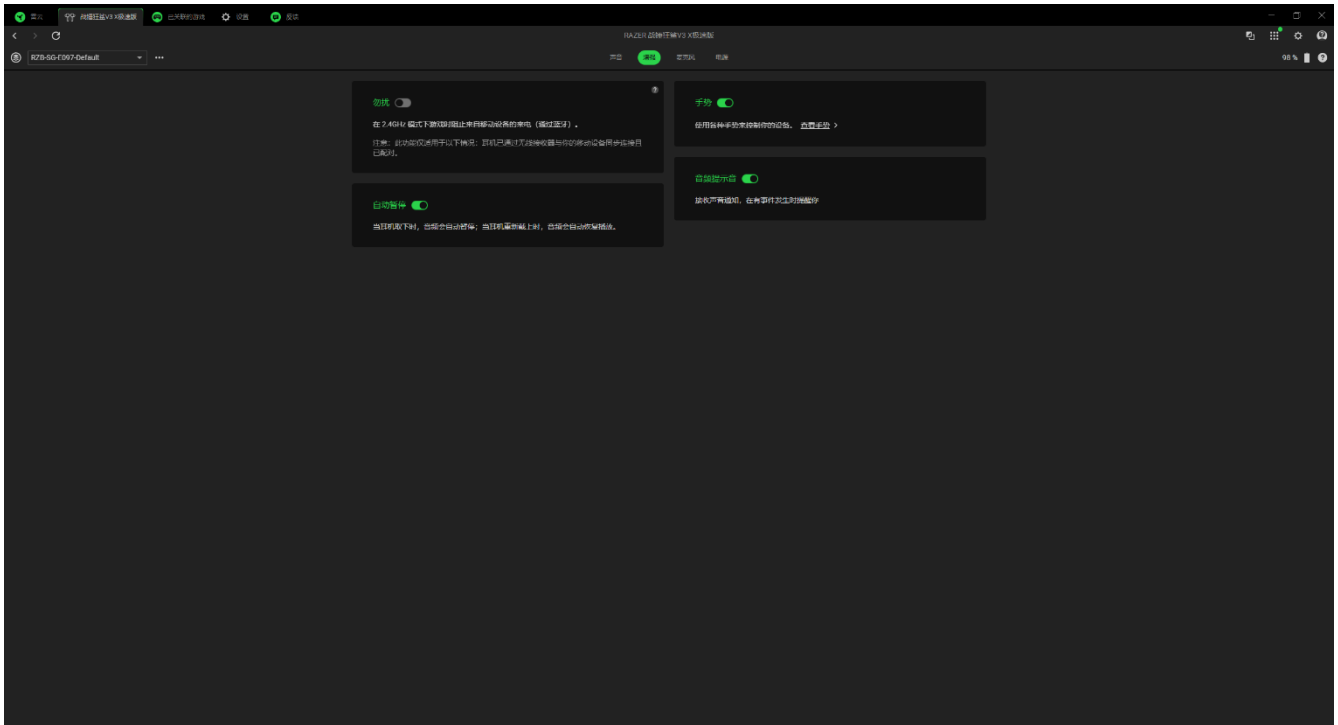 首页 战锤狂鲨V3 X极速版 已关联的游戏 设置 反馈
RAZER 战锤狂鲨V3 X极速版
RZB-SG-E097-Default
声音 编程 麦克风 电源
98 %
勿扰
在 2.4GHz 模式下游戏时阻止来自移动设备的来电（通过蓝牙）。
注意：此功能仅适用于以下情况：耳机已通过无线接收器与你的移动设备同步连接且
已配对。
自动暂停
当耳机取下时，音频会自动暂停；当耳机重新戴上时，音频会自动恢复播放。
手势
使用各种手势来控制你的设备。 查看手势 >
音频提示音
接收声音通知，在有事件发生时提醒你